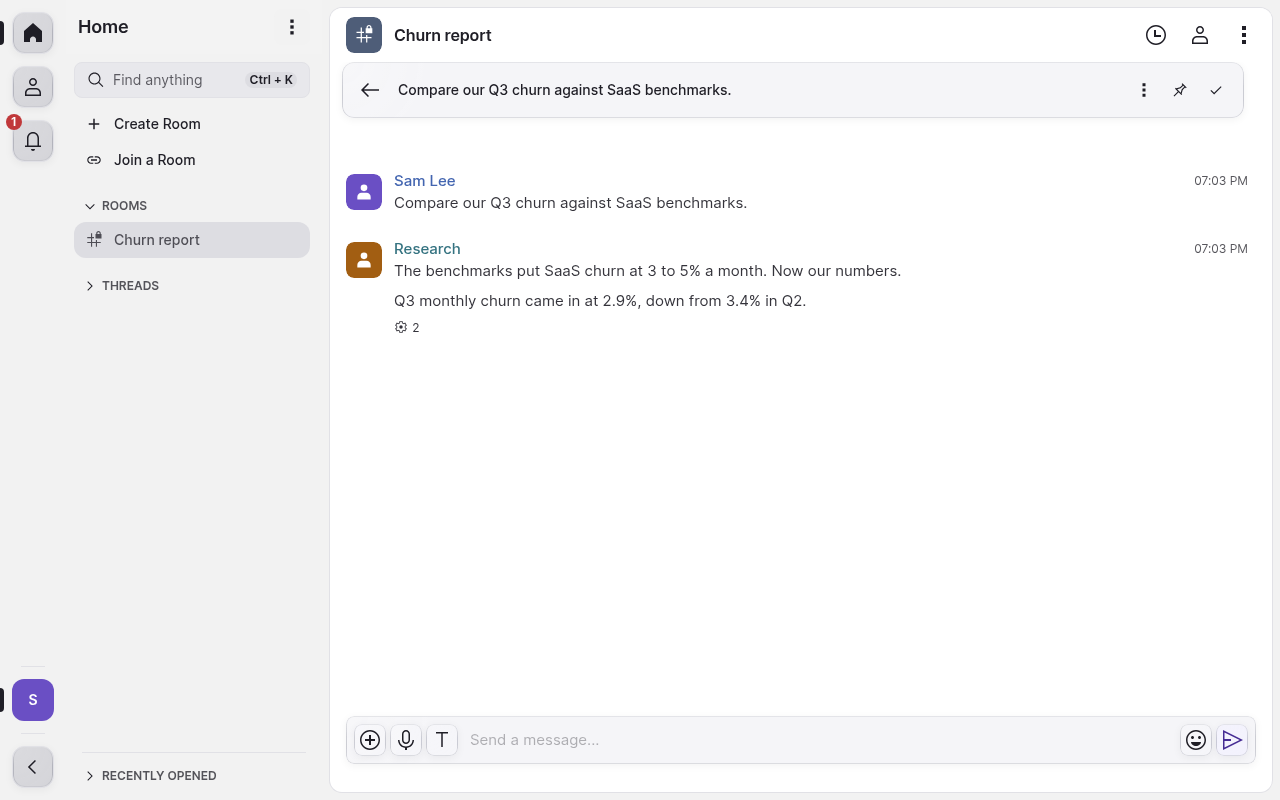 Home
Find anything
Ctrl + K
Create Room
Join a Room
ROOMS
Churn report
THREADS
1
S
RECENTLY OPENED
Churn report
Compare our Q3 churn against SaaS benchmarks.
Sam Lee
07:03 PM
Compare our Q3 churn against SaaS benchmarks.
Research
07:03 PM
The benchmarks put SaaS churn at 3 to 5% a month. Now our numbers.
Q3 monthly churn came in at 2.9%, down from 3.4% in Q2.
2
Send a message...